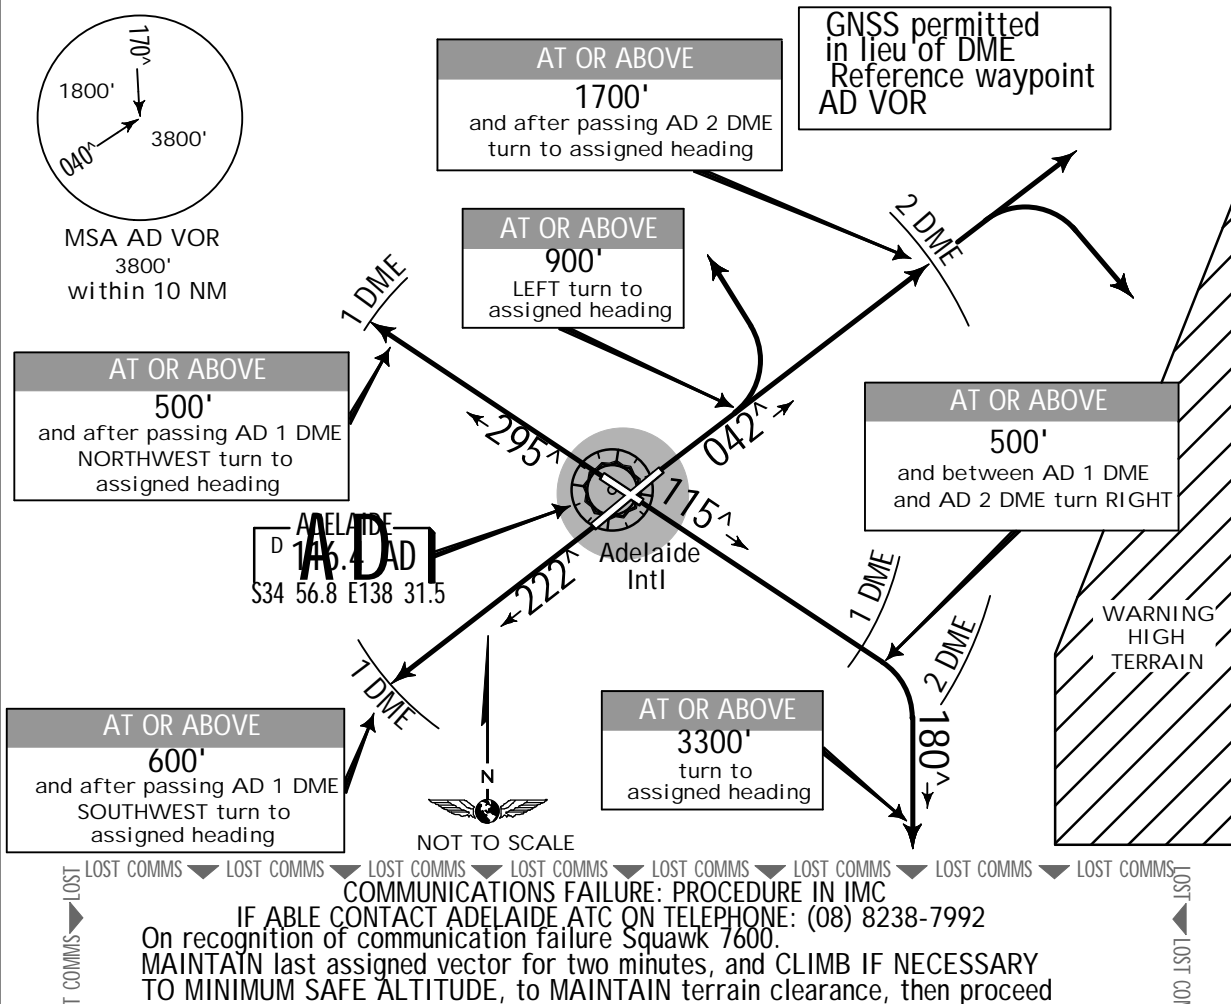 170^
1800'
3800'
040^
MSA AD VOR
3800'
within 10 NM
AT OR ABOVE
1700'
and after passing AD 2 DME
turn to assigned heading
GNSS permitted
in lieu of DME
Reference waypoint
AD VOR
AT OR ABOVE
900'
LEFT turn to
assigned heading
2 DME
1 DME
AT OR ABOVE
500'
and after passing AD 1 DME
NORTHWEST turn to
assigned heading
AT OR ABOVE
500'
and between AD 1 DME
and AD 2 DME turn RIGHT
295^
042^
115^
222^
ADELAIDE
D 116.4 AD
AD
S34 56.8 E138 31.5
Adelaide
Intl
1 DME
2 DME
180^
WARNING
HIGH
TERRAIN
1 DME
AT OR ABOVE
600'
and after passing AD 1 DME
SOUTHWEST turn to
assigned heading
AT OR ABOVE
3300'
turn to
assigned heading
N
NOT TO SCALE
LOST COMMS LOST COMMS LOST COMMS LOST COMMS LOST COMMS LOST COMMS LOST COMMS LOST COMMS
LOST
COMMS
LOST
LOST
COMMUNICATIONS FAILURE: PROCEDURE IN IMC
IF ABLE CONTACT ADELAIDE ATC ON TELEPHONE: (08) 8238-7992
On recognition of communication failure Squawk 7600.
MAINTAIN last assigned vector for two minutes, and CLIMB IF NECESSARY
TO MINIMUM SAFE ALTITUDE, to MAINTAIN terrain clearance, then proceed